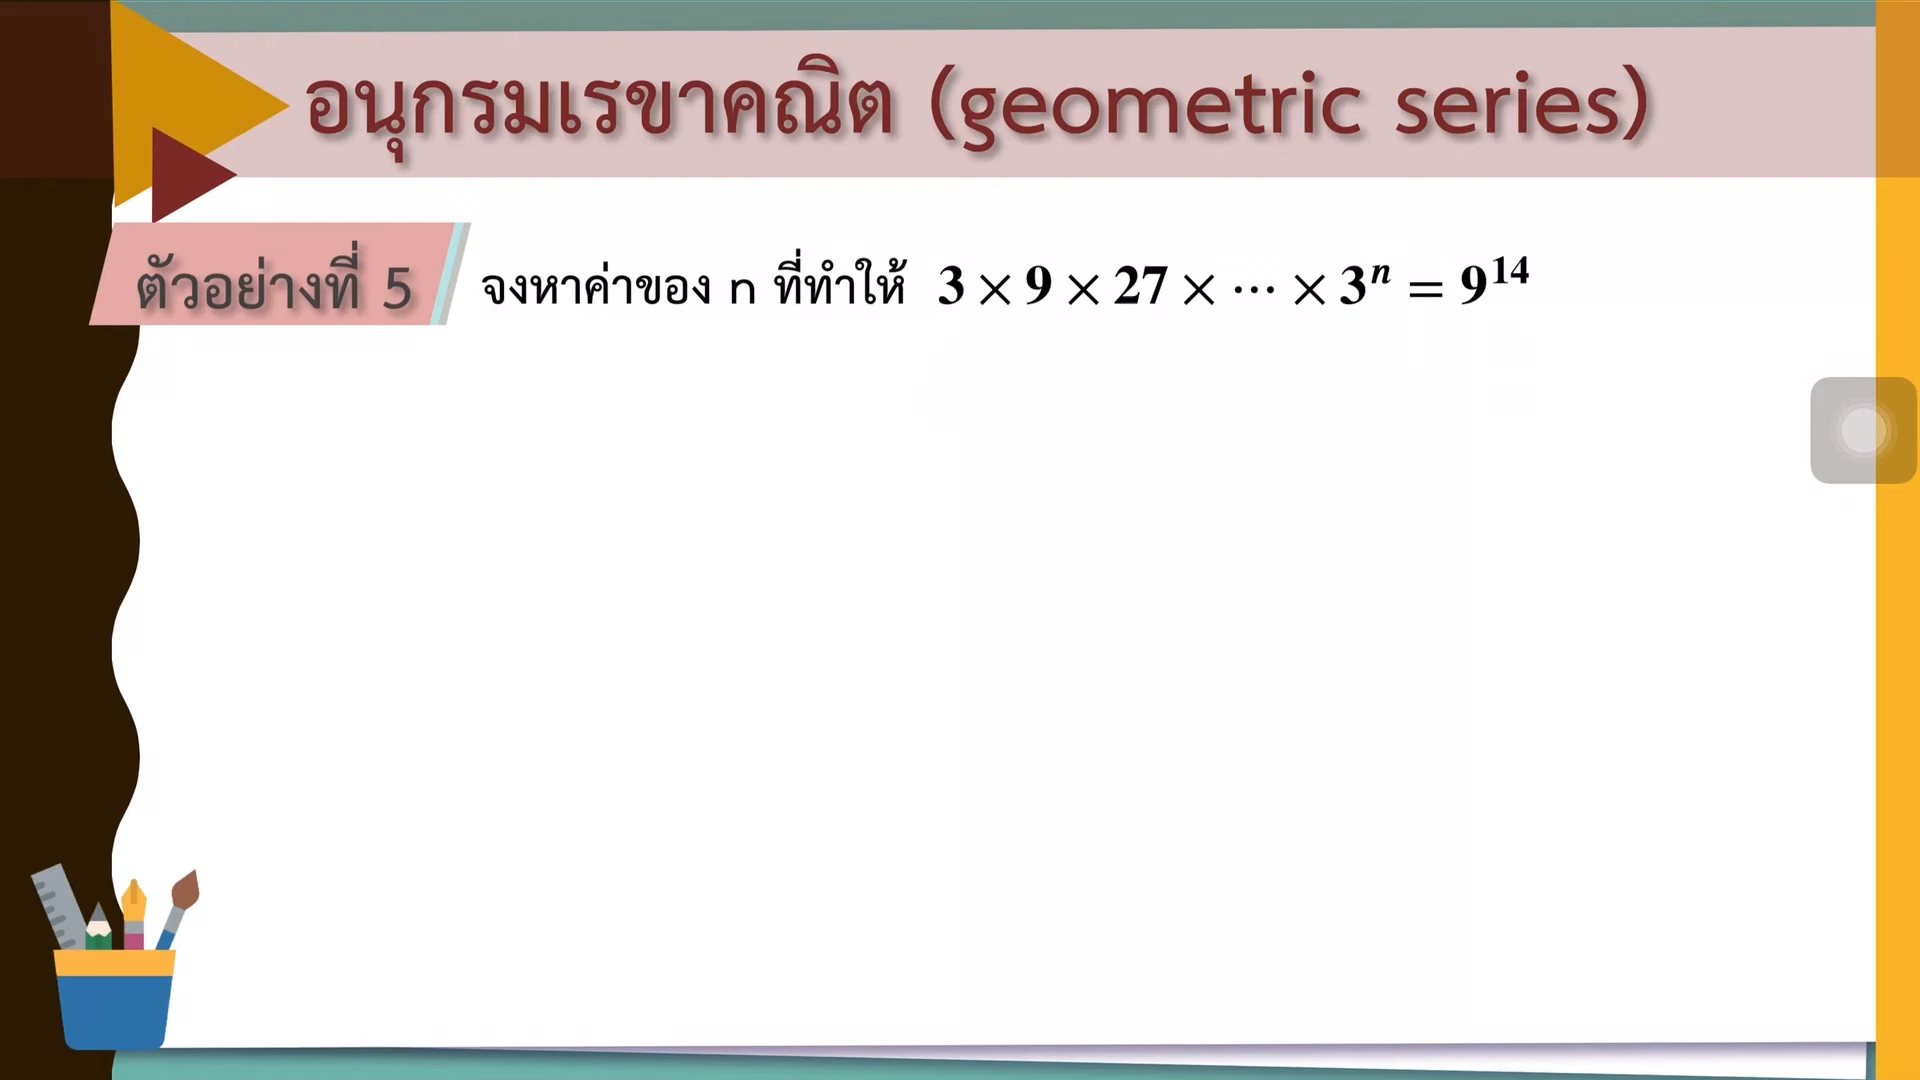 อนุกรมเรขาคณิต (geometric series)
ตัวอย่างที่ 5 จงหาค่าของ n ที่ทำให้ 3 × 9 × 27 × ⋯ × 3ⁿ = 9¹⁴